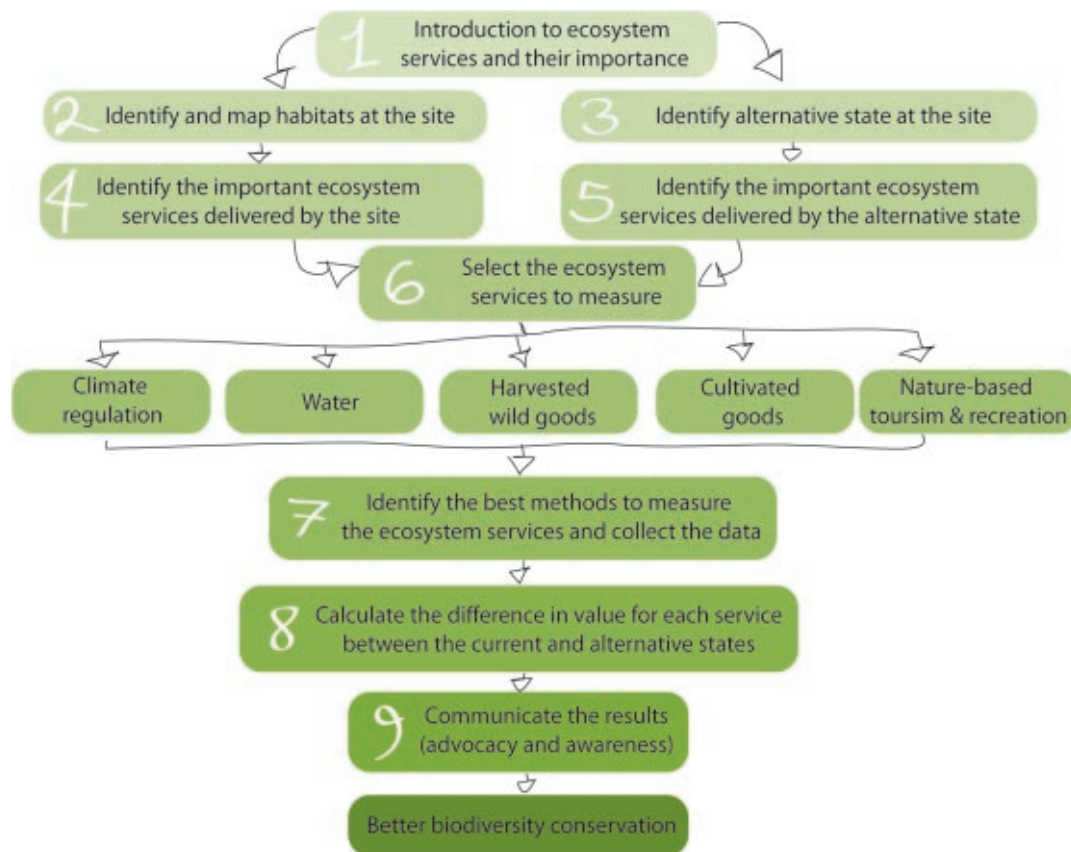 1 Introduction to ecosystem
services and their importance
2 Identify and map habitats at the site
3 Identify alternative state at the site
4 Identify the important ecosystem
services delivered by the site
5 Identify the important ecosystem
services delivered by the alternative state
6 Select the ecosystem
services to measure
Climate
regulation
Water
Harvested
wild goods
Cultivated
goods
Nature-based
toursim & recreation
7 Identify the best methods to measure
the ecosystem services and collect the data
8 Calculate the difference in value for each service
between the current and alternative states
9 Communicate the results
(advocacy and awareness)
Better biodiversity conservation